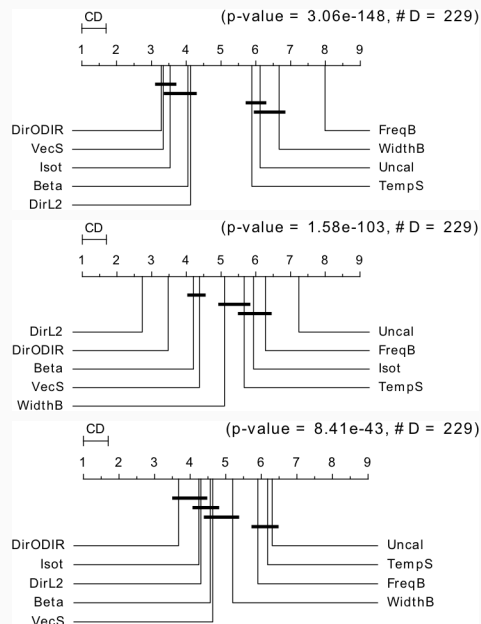 CD
(p-value = 3.06e-148, # D = 229)
1 2 3 4 5 6 7 8 9
DirODIR FreqB
VecS WidthB
Isot Uncal
Beta TempS
DirL2
CD
(p-value = 1.58e-103, # D = 229)
1 2 3 4 5 6 7 8 9
DirL2 Uncal
DirODIR FreqB
Beta Isot
VecS TempS
WidthB
CD
(p-value = 8.41e-43, # D = 229)
1 2 3 4 5 6 7 8 9
DirODIR Uncal
Isot TempS
DirL2 FreqB
Beta WidthB
VecS